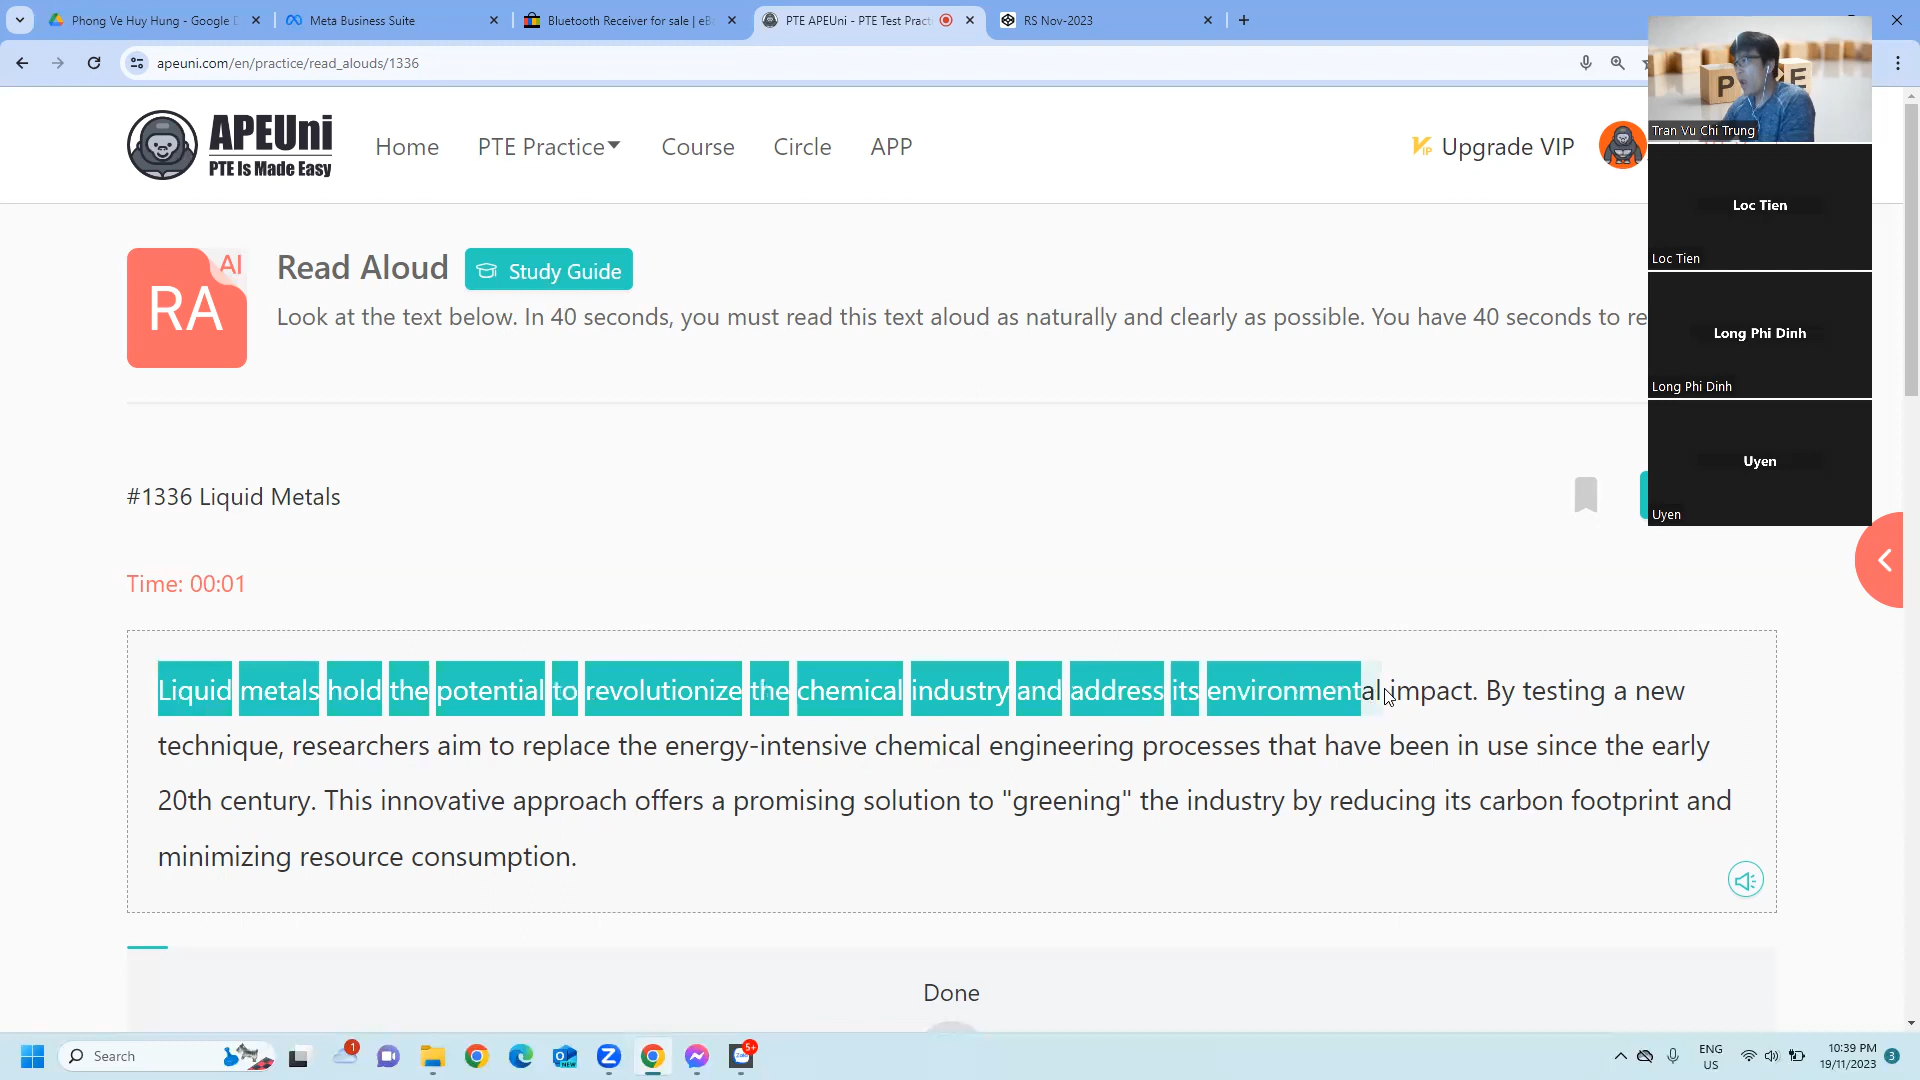 Phong Ve Huy Hung - Google D
Meta Business Suite
Bluetooth Receiver for sale | eB
PTE APEUni - PTE Test Pract
RS Nov-2023
apeuni.com/en/practice/read_alouds/1336
APEUni
PTE Is Made Easy
Home
PTE Practice
Course
Circle
APP
VIP
Upgrade VIP
P E
Tran Vu Chi Trung
Loc Tien
Loc Tien
Long Phi Dinh
Long Phi Dinh
Uyen
Uyen
AI
RA
Read Aloud
Study Guide
Look at the text below. In 40 seconds, you must read this text aloud as naturally and clearly as possible. You have 40 seconds to re
#1336 Liquid Metals
Time: 00:01
Liquid metals hold the potential to revolutionize the chemical industry and address its environmental impact. By testing a new
technique, researchers aim to replace the energy-intensive chemical engineering processes that have been in use since the early
20th century. This innovative approach offers a promising solution to "greening" the industry by reducing its carbon footprint and
minimizing resource consumption.
Done
Search
1
NEW
Zalo
5+
ENG
US
10:39 PM
19/11/2023
3